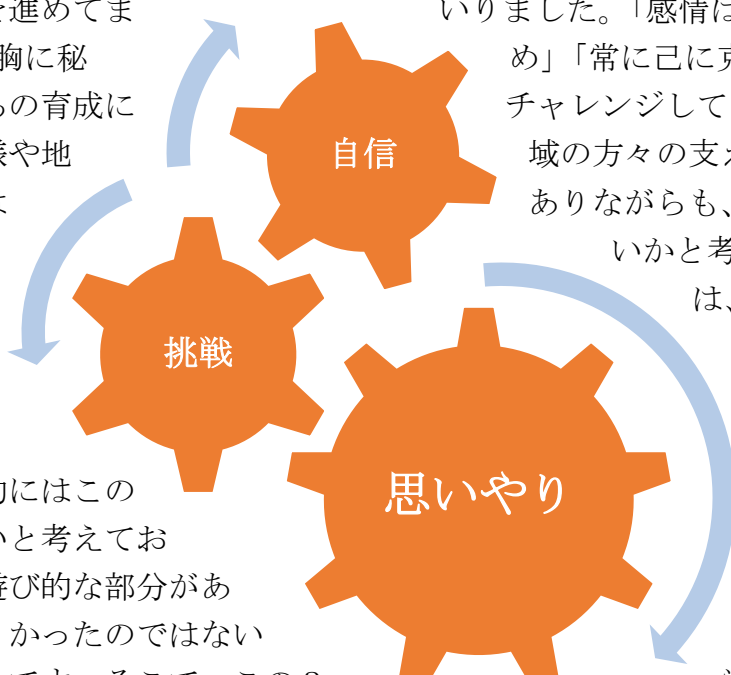 を進めてま
いりました。「感情は
胸に秘
め」「常に己に克
らの育成に
チャレンジして
様や地
域の方々の支え
は
ありながらも、
いかと考
は、
自信
挑戦
思いやり
的にはこの
いと考えてお
遊び的な部分があ
かったのではない